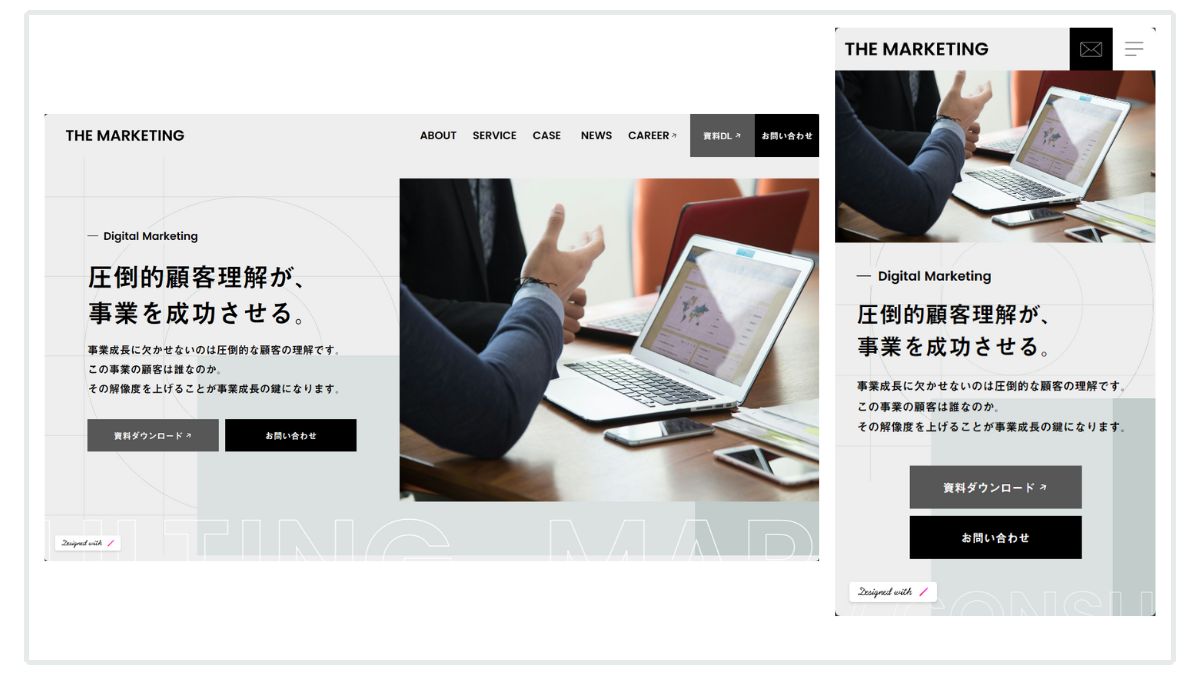 THE MARKETING
ABOUT SERVICE CASE NEWS CAREER 資料DL お問い合わせ
Digital Marketing
圧倒的顧客理解が、
事業を成功させる。
事業成長に欠かせないのは圧倒的な顧客の理解です。
この事業の顧客は誰なのか。
その解像度を上げることが事業成長の鍵になります。
資料ダウンロード お問い合わせ
Designed with
THE MARKETING
Digital Marketing
圧倒的顧客理解が、
事業を成功させる。
事業成長に欠かせないのは圧倒的な顧客の理解です。
この事業の顧客は誰なのか。
その解像度を上げることが事業成長の鍵になります。
資料ダウンロード
お問い合わせ
Designed with